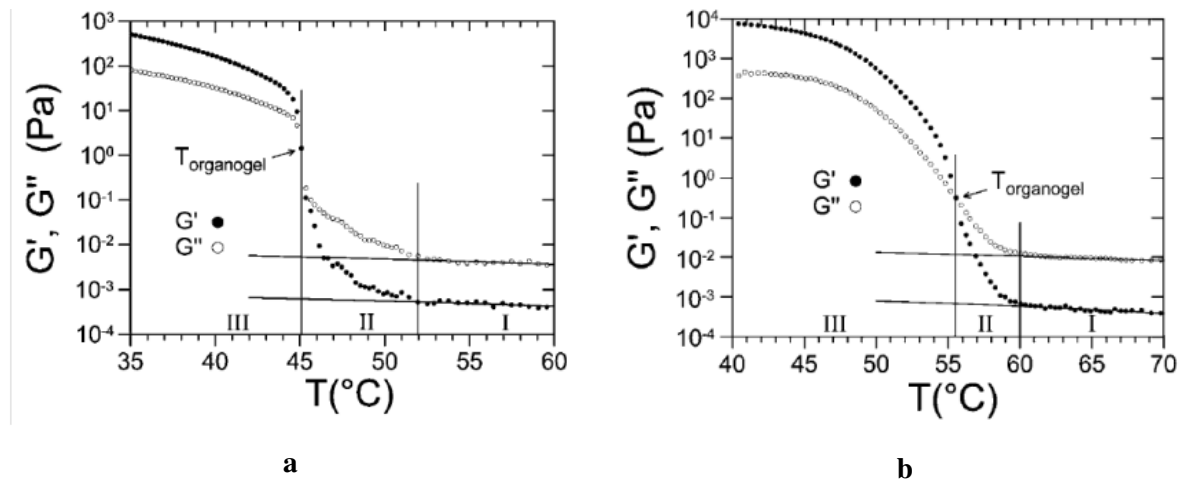 G', G'' (Pa)
10³
10²
10¹
10⁰
10⁻¹
10⁻²
10⁻³
10⁻⁴
T organogel
G' ●
G'' ○
III II I
35 40 45 50 55 60
T(°C)
a
G', G'' (Pa)
10⁴
10³
10²
10¹
10⁰
10⁻¹
10⁻²
10⁻³
10⁻⁴
G' ●
G'' ○
T organogel
III II I
40 45 50 55 60 65 70
T(°C)
b